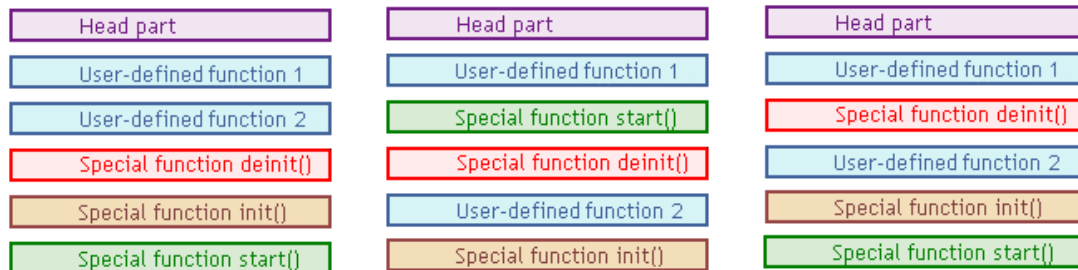 Head part
User-defined function 1
User-defined function 2
Special function deinit()
Special function init()
Special function start()
Head part
User-defined function 1
Special function start()
Special function deinit()
User-defined function 2
Special function init()
Head part
User-defined function 1
Special function deinit()
User-defined function 2
Special function init()
Special function start()